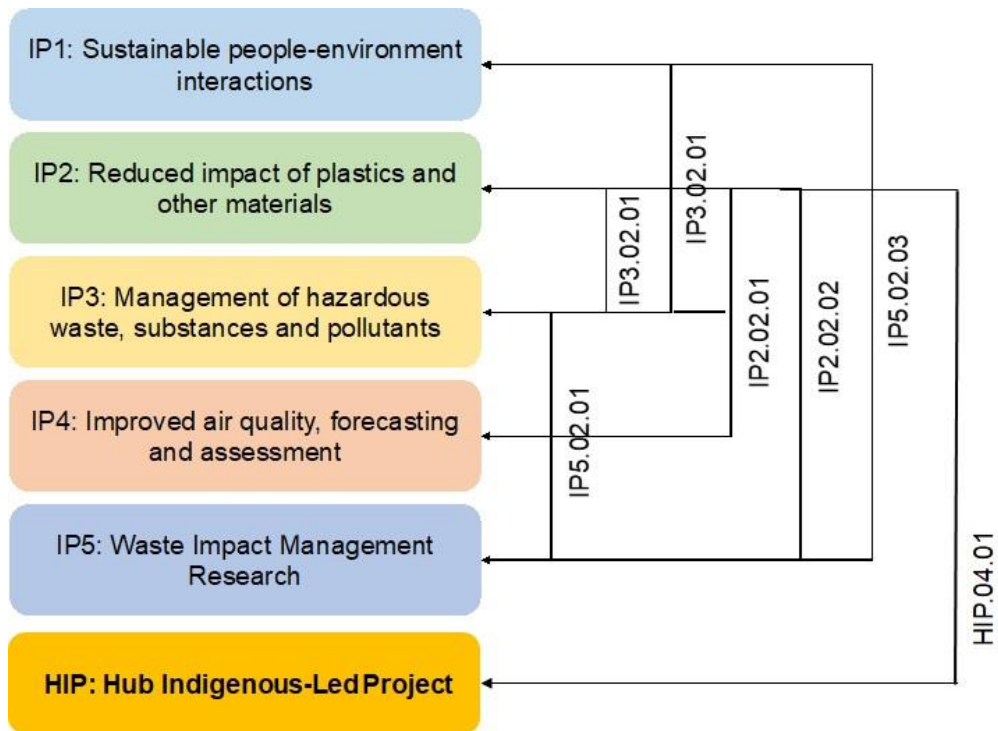 IP1: Sustainable people-environment
interactions
IP2: Reduced impact of plastics and
other materials
IP3: Management of hazardous
waste, substances and pollutants
IP4: Improved air quality, forecasting
and assessment
IP5: Waste Impact Management
Research
HIP: Hub Indigenous-Led Project
IP5.02.01
IP3.02.01
IP3.02.01
IP2.02.01
IP2.02.02
IP5.02.03
HIP.04.01